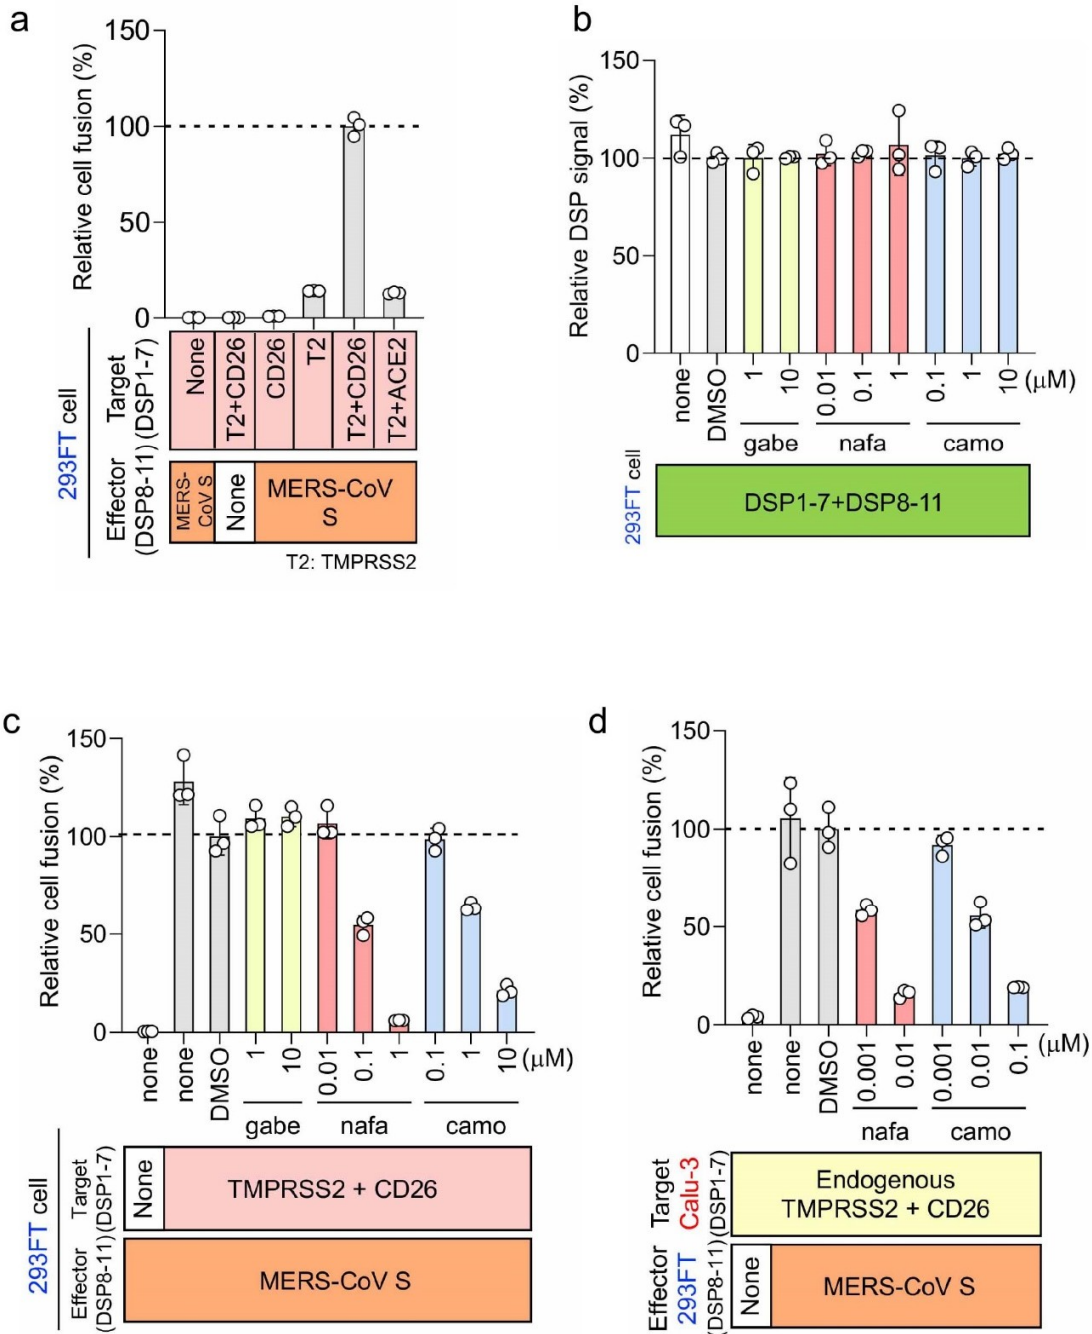 a
Relative cell fusion (%)
150
100
50
0
293FT cell
Target
(DSP1-7)
None
T2+CD26
CD26
T2
T2+CD26
T2+ACE2
Effector
(DSP8-11)
MERS-
CoV S
None
MERS-CoV
S
T2: TMPRSS2
b
Relative DSP signal (%)
150
100
50
0
none
DMSO
1
10
0.01
0.1
1
0.1
1
10
(μM)
gabe
nafa
camo
293FT cell
DSP1-7+DSP8-11
c
Relative cell fusion (%)
150
100
50
0
none
none
DMSO
1
10
0.01
0.1
1
0.1
1
10
(μM)
gabe
nafa
camo
293FT cell
Target
(DSP1-7)
None
TMPRSS2 + CD26
Effector
(DSP8-11)
MERS-CoV S
d
Relative cell fusion (%)
150
100
50
0
none
none
DMSO
0.001
0.01
0.001
0.01
0.1
(μM)
nafa
camo
Target
Calu-3
(DSP1-7)
Endogenous
TMPRSS2 + CD26
Effector
293FT
(DSP8-11)
None
MERS-CoV S